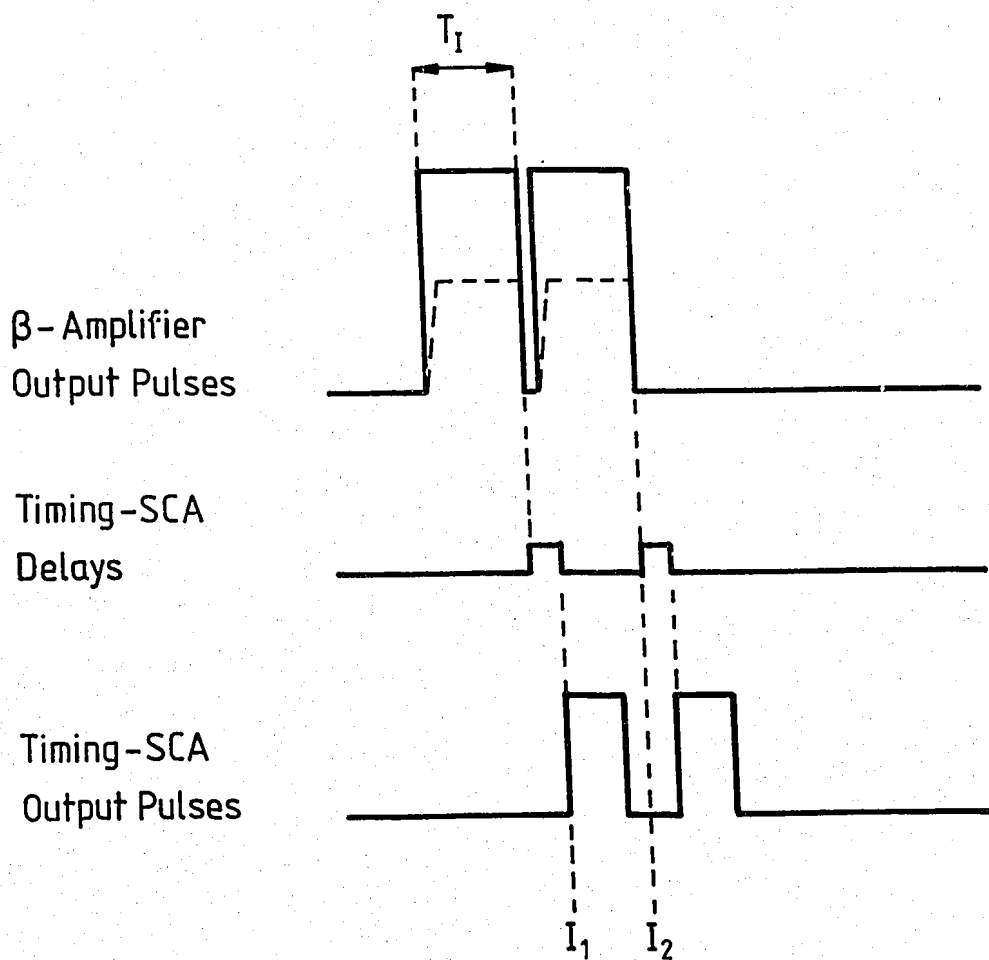 T_I
β-Amplifier
Output Pulses
Timing-SCA
Delays
Timing-SCA
Output Pulses
I_1 I_2